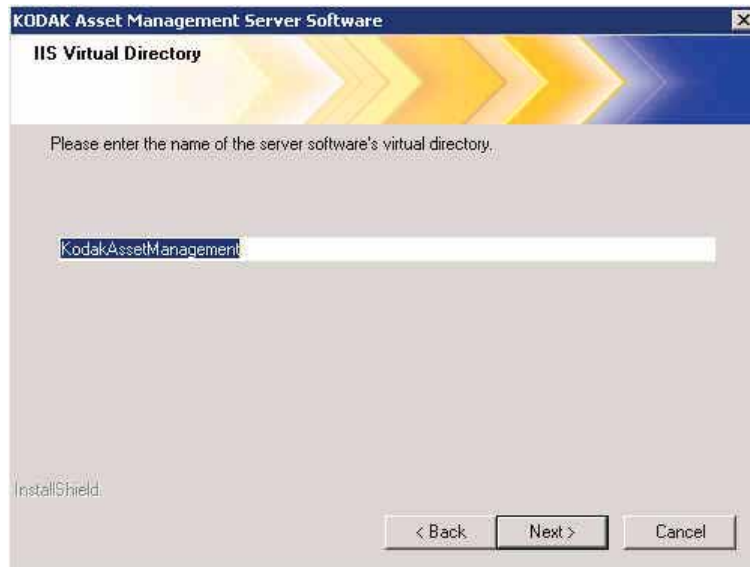 KODAK Asset Management Server Software
IIS Virtual Directory
Please enter the name of the server software's virtual directory.
KodakAssetManagement
InstallShield
< Back
Next >
Cancel